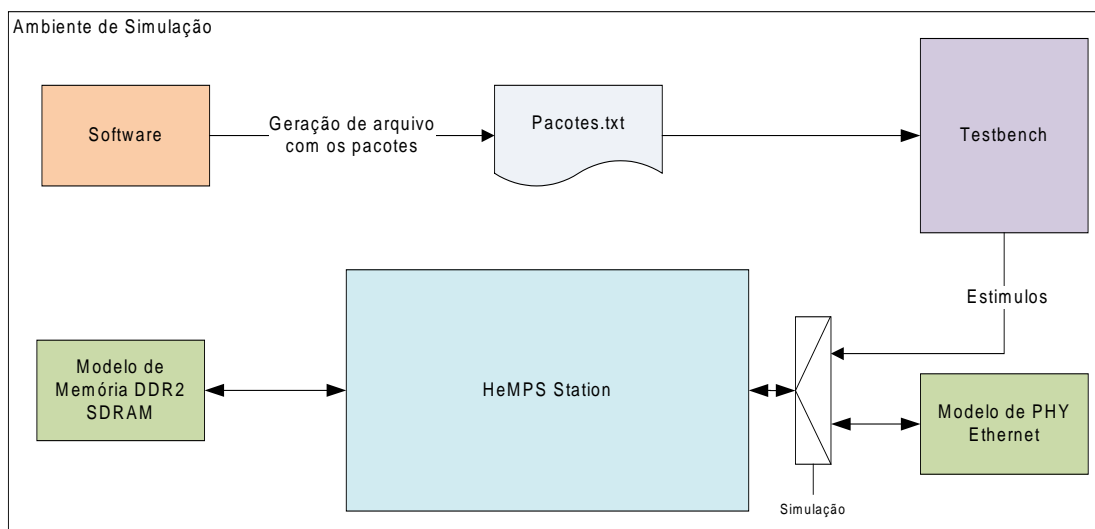 Ambiente de Simulação
Software
Geração de arquivo
com os pacotes
Pacotes.txt
Testbench
Estimulos
Modelo de
Memória DDR2
SDRAM
HeMPS Station
Modelo de PHY
Ethernet
Simulação